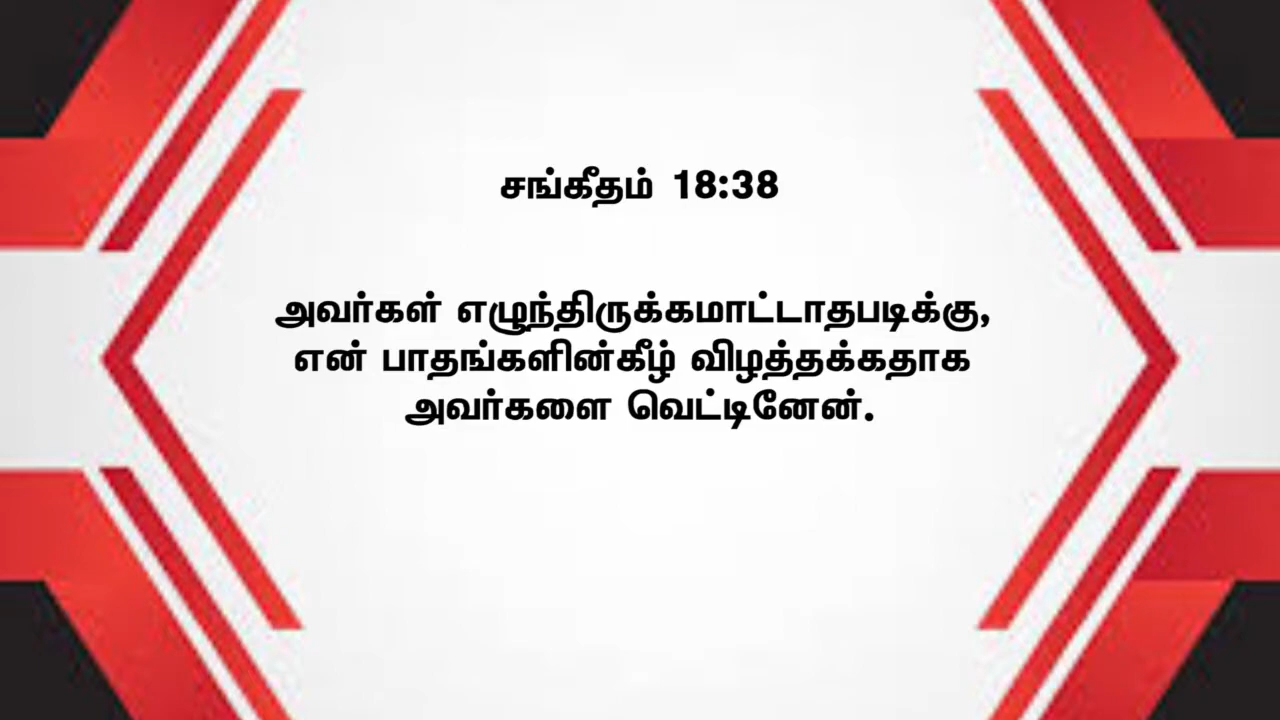 சங்கீதம் 18:38
அவர்கள் எழுந்திருக்கமாட்டாதபடிக்கு,
என் பாதங்களின்கீழ் விழத்தக்கதாக
அவர்களை வெட்டினேன்.